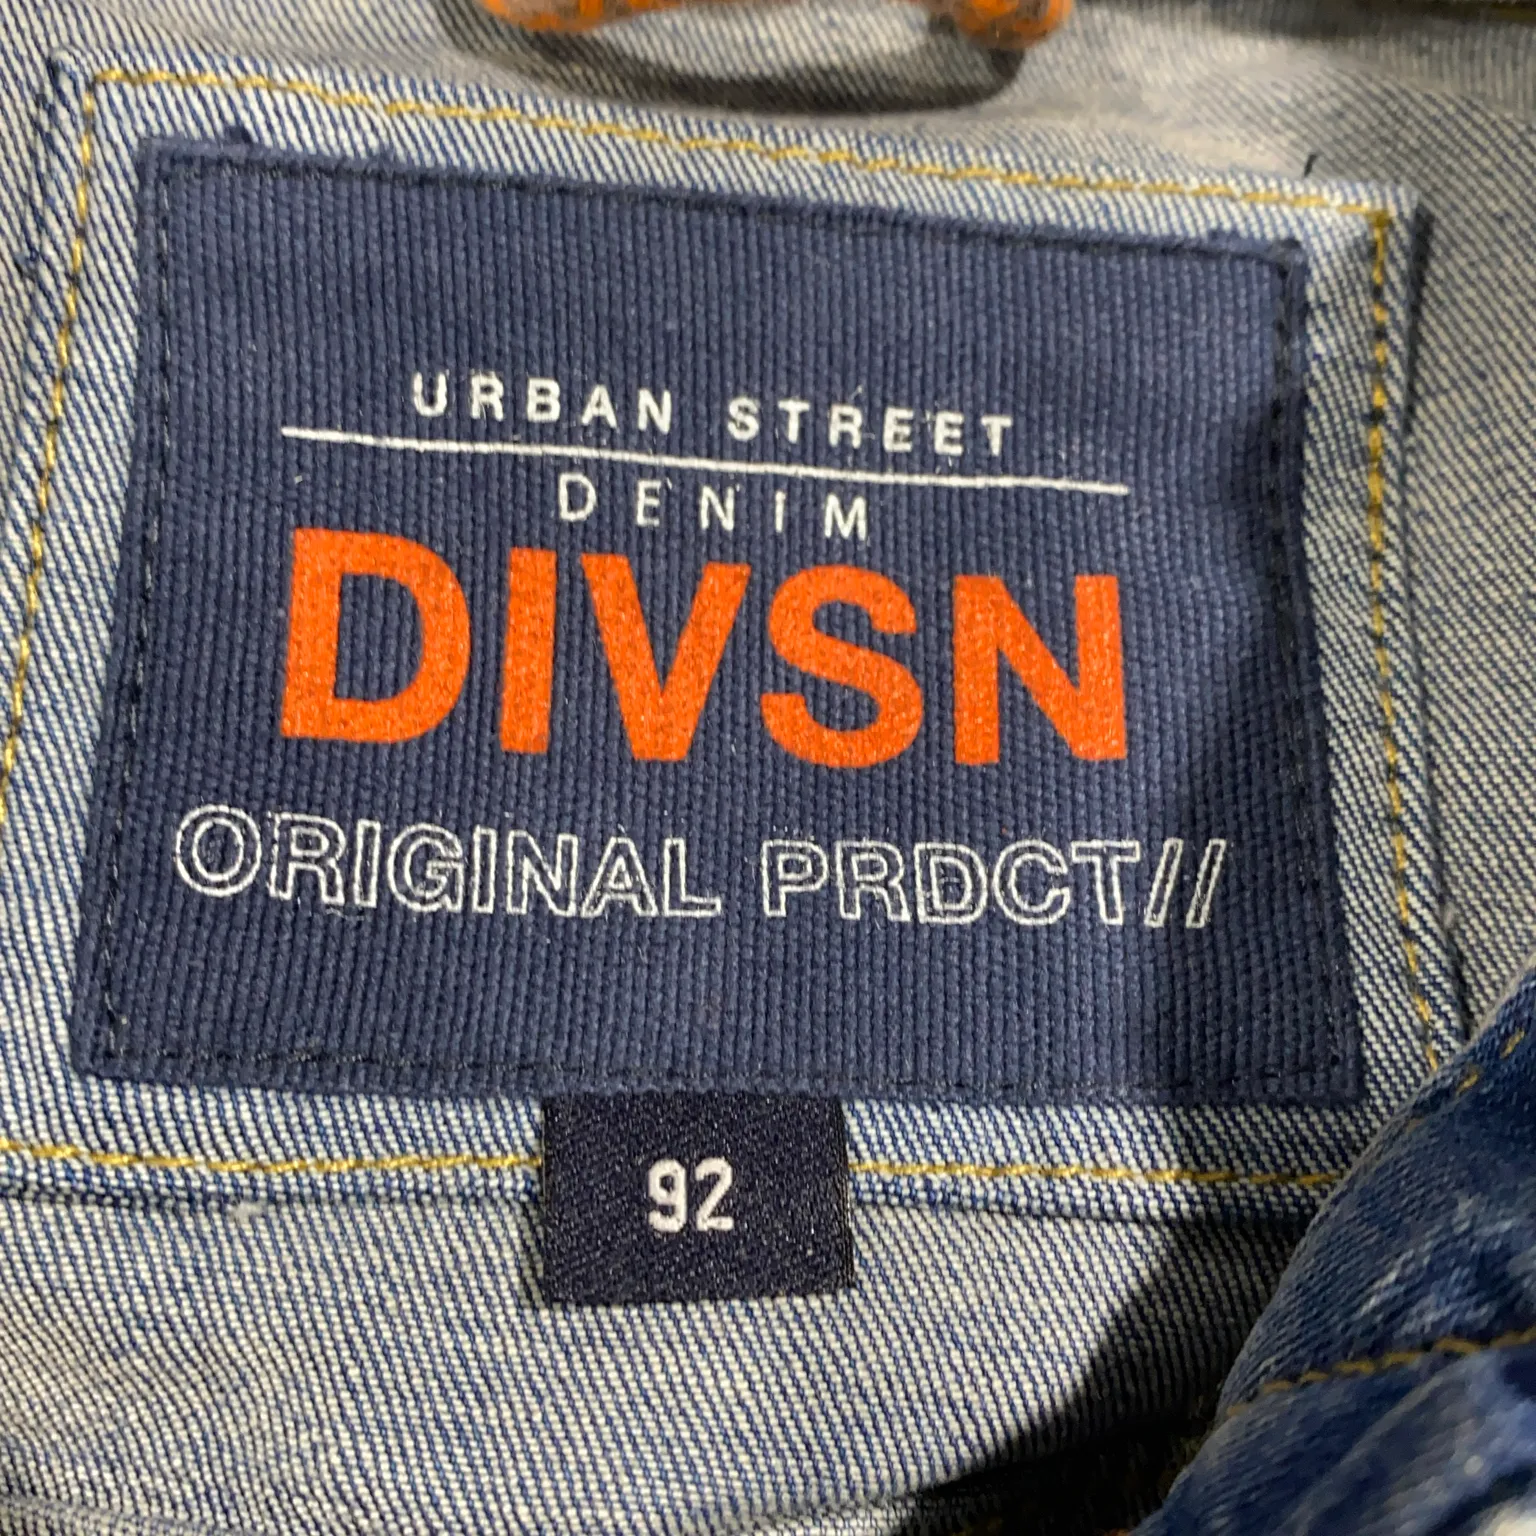 URBAN STREET
DENIM
DIVSN
ORIGINAL PRDCT//
92